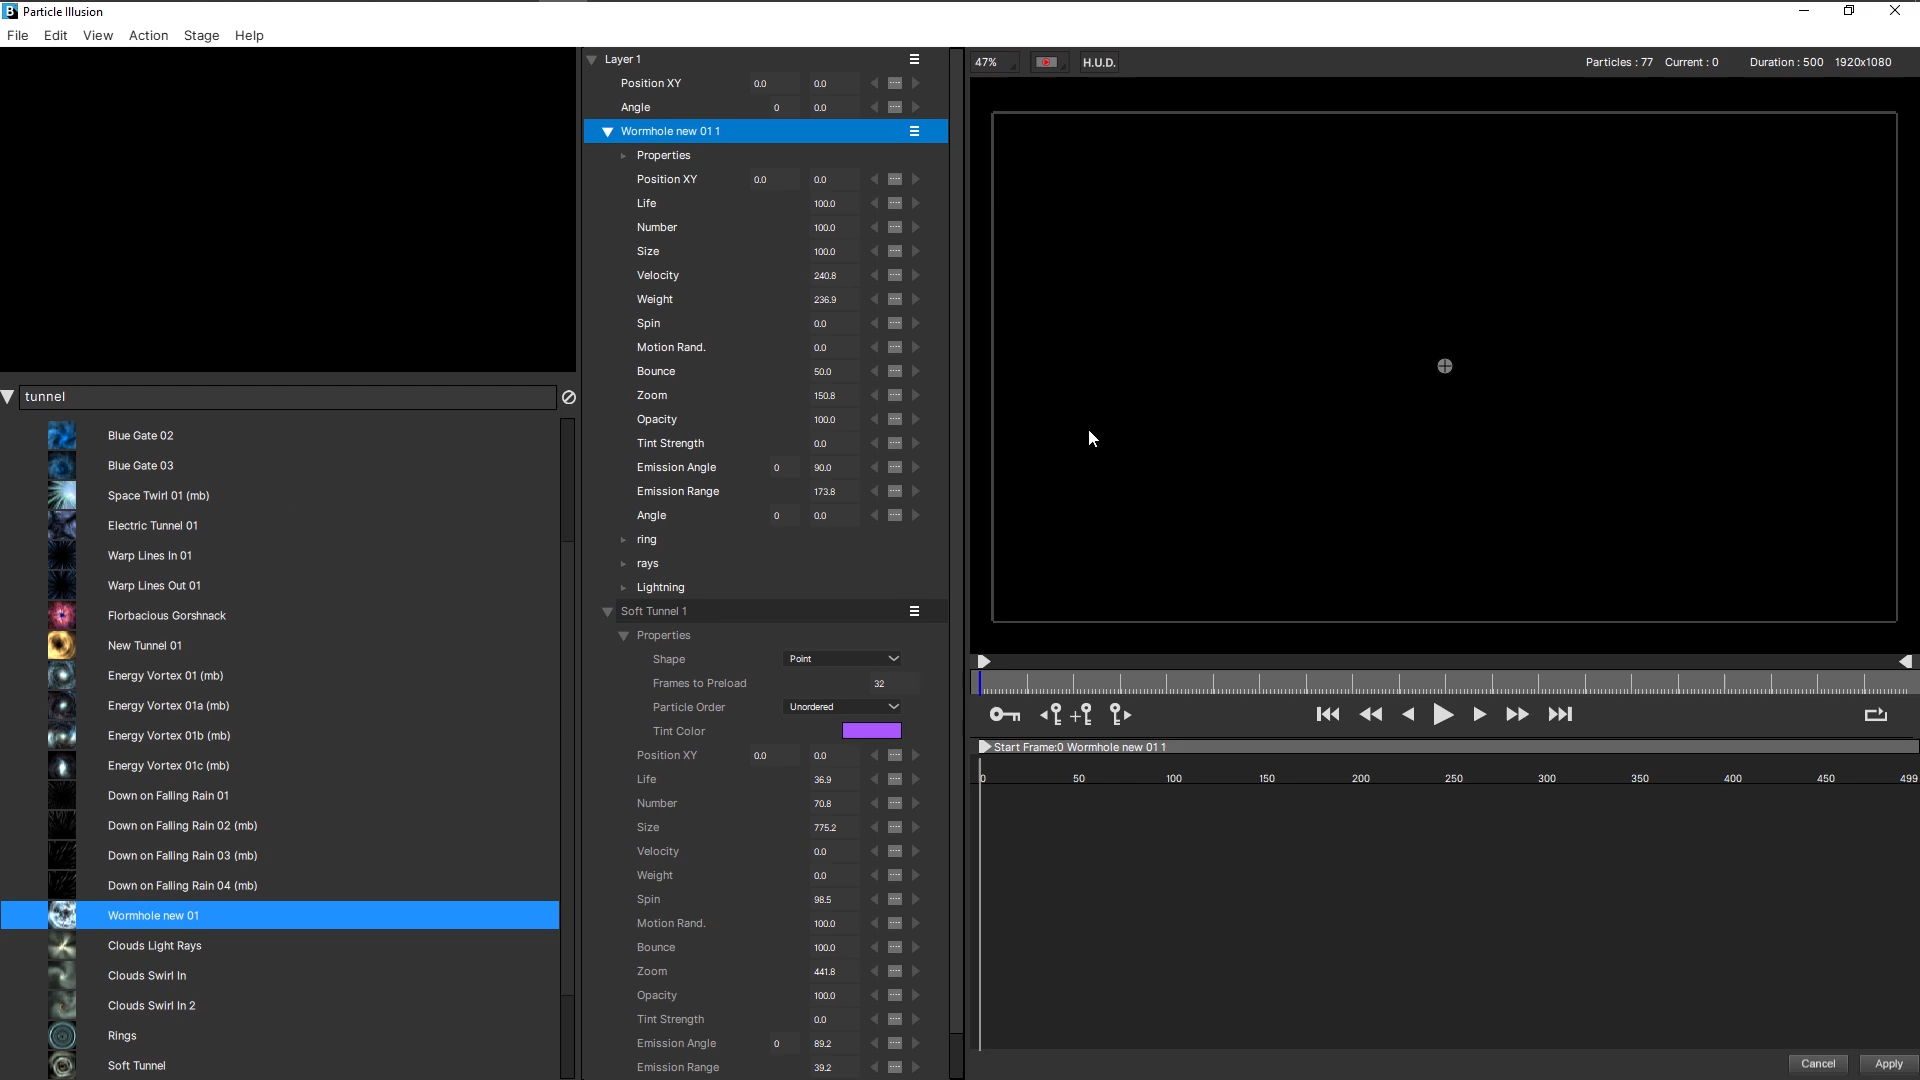 Particle Illusion
File Edit View Action Stage Help
tunnel
Blue Gate 02
Blue Gate 03
Space Twirl 01 (mb)
Electric Tunnel 01
Warp Lines In 01
Warp Lines Out 01
Florbacious Gorshnack
New Tunnel 01
Energy Vortex 01 (mb)
Energy Vortex 01a (mb)
Energy Vortex 01b (mb)
Energy Vortex 01c (mb)
Down on Falling Rain 01
Down on Falling Rain 02 (mb)
Down on Falling Rain 03 (mb)
Down on Falling Rain 04 (mb)
Wormhole new 01
Clouds Light Rays
Clouds Swirl In
Clouds Swirl In 2
Rings
Soft Tunnel
Layer 1
Position XY 0.0 0.0
Angle 0 0.0
Wormhole new 01 1
Properties
Position XY 0.0 0.0
Life 100.0
Number 100.0
Size 100.0
Velocity 240.8
Weight 236.9
Spin 0.0
Motion Rand. 0.0
Bounce 50.0
Zoom 150.8
Opacity 100.0
Tint Strength 0.0
Emission Angle 0 90.0
Emission Range 173.8
Angle 0 0.0
ring
rays
Lightning
Soft Tunnel 1
Properties
Shape Point
Frames to Preload 32
Particle Order Unordered
Tint Color
Position XY 0.0 0.0
Life 36.9
Number 70.8
Size 775.2
Velocity 0.0
Weight 0.0
Spin 98.5
Motion Rand. 100.0
Bounce 100.0
Zoom 441.8
Opacity 100.0
Tint Strength 0.0
Emission Angle 0 89.2
Emission Range 39.2
47% H.U.D. Particles : 77 Current : 0 Duration : 500 1920x1080
Start Frame:0 Wormhole new 01 1
0 50 100 150 200 250 300 350 400 450 499
Cancel Apply